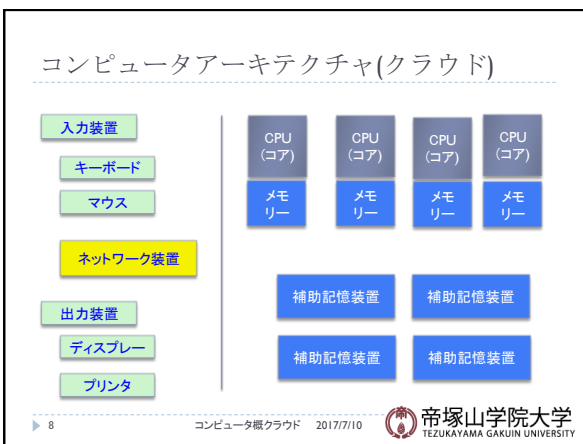 コンピュータアーキテクチャ(クラウド)
入力装置
キーボード
マウス
ネットワーク装置
出力装置
ディスプレー
プリンタ
CPU
(コア)
メモ
リー
CPU
(コア)
メモ
リー
CPU
(コア)
メモ
リー
CPU
(コア)
メモ
リー
補助記憶装置
補助記憶装置
補助記憶装置
補助記憶装置
8
コンピュータ概クラウド 2017/7/10
帝塚山学院大学
TEZUKAYAMA GAKUIN UNIVERSITY